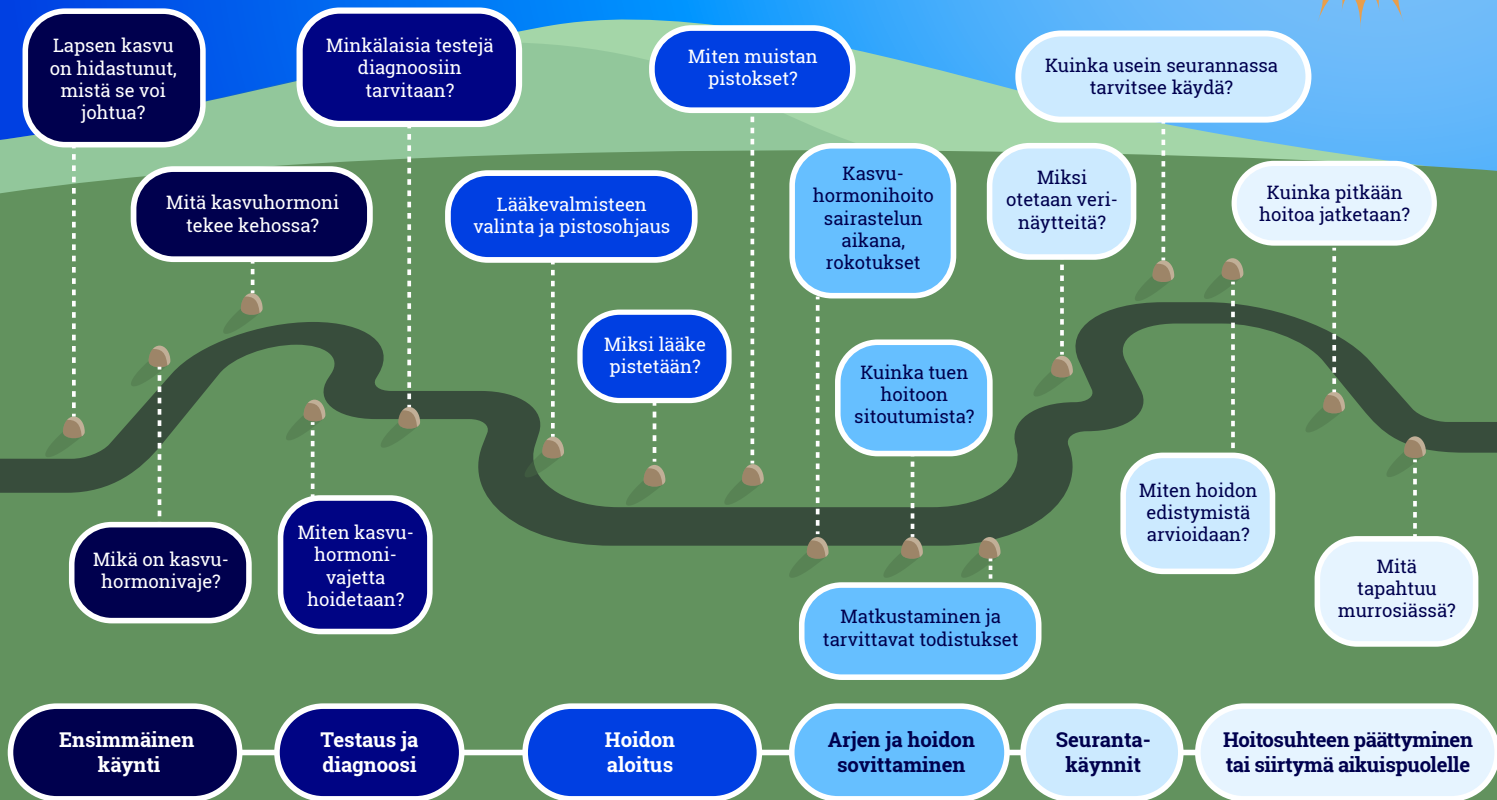 Lapsen kasvu
on hidastunut,
mistä se voi
johtua?
Minkälaisia testejä
diagnoosiin
tarvitaan?
Miten muistan
pistokset?
Kuinka usein seurannassa
tarvitsee käydä?
Mitä kasvuhormoni
tekee kehossa?
Lääkevalmisteen
valinta ja pistosohjaus
Kasvu-
hormonihoito
sairastelun
aikana,
rokotukset
Miksi
otetaan veri-
näytteitä?
Kuinka pitkään
hoitoa jatketaan?
Miksi lääke
pistetään?
Kuinka tuen
hoitoon
sitoutumista?
Mikä on kasvu-
hormonivaje?
Miten kasvu-
hormoni-
vajetta
hoidetaan?
Miten hoidon
edistymistä
arvioidaan?
Mitä
tapahtuu
murrosiässä?
Matkustaminen ja
tarvittavat todistukset
Ensimmäinen
käynti
Testaus ja
diagnoosi
Hoidon
aloitus
Arjen ja hoidon
sovittaminen
Seuranta-
käynnit
Hoitosuhteen päättyminen
tai siirtymä aikuispuolelle